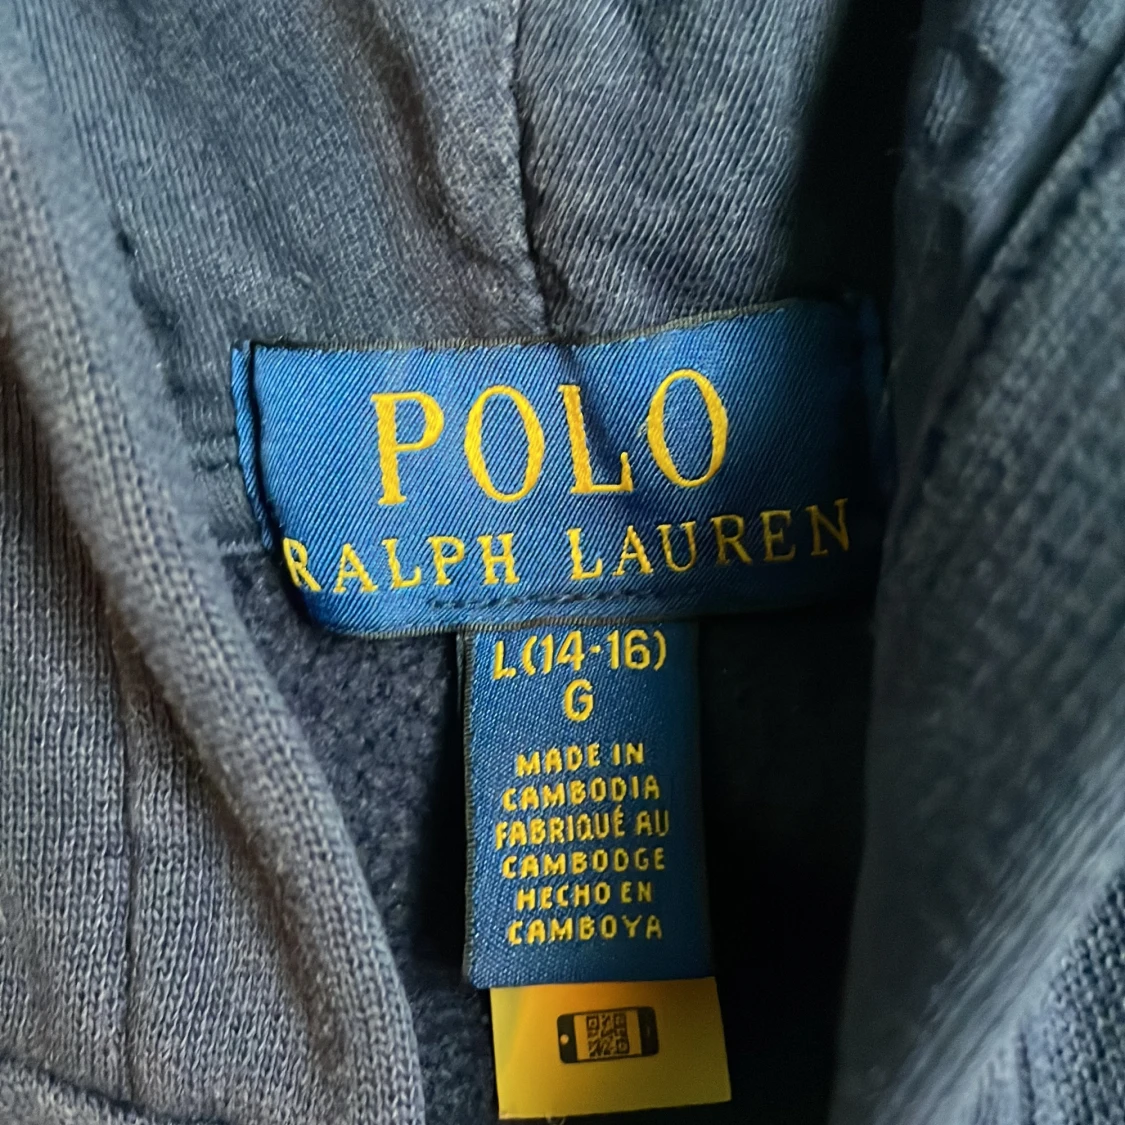 POLO
RALPH LAUREN
L(14-16)
G
MADE IN
CAMBODIA
FABRIQUÉ AU
CAMBODGE
HECHO EN
CAMBOYA